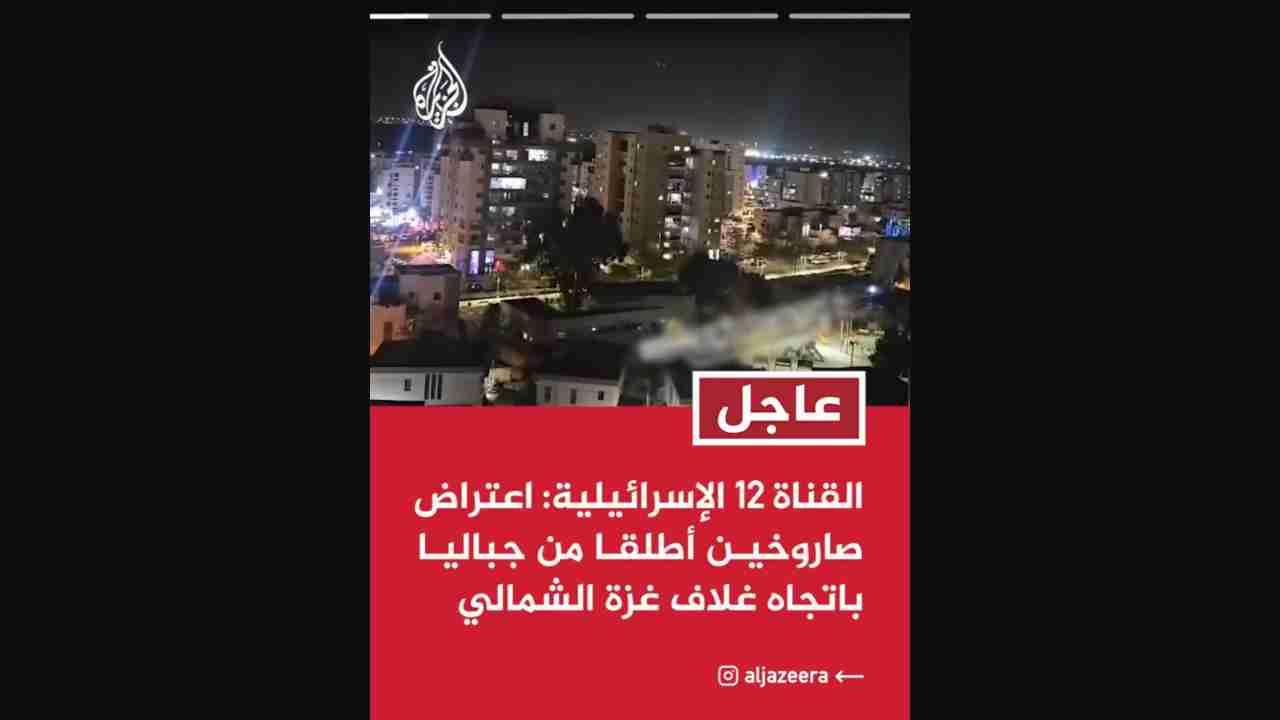 الجزيرة
عاجل
القناة 12 الإسرائيلية: اعتراض
صاروخيـن أطلقـا من جباليـا
باتجاه غلاف غزة الشمالي
aljazeera